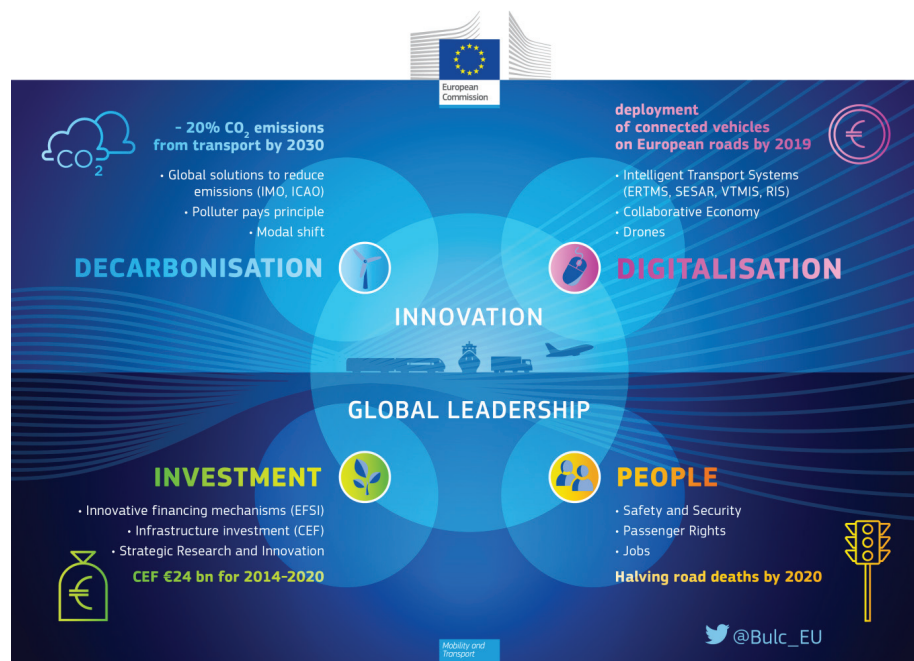 European
Commission
- 20% CO₂ emissions
from transport by 2030
CO₂
• Global solutions to reduce
emissions (IMO, ICAO)
• Polluter pays principle
• Modal shift
DECARBONISATION
deployment
of connected vehicles
on European roads by 2019
€
• Intelligent Transport Systems
(ERTMS, SESAR, VTMIS, RIS)
• Collaborative Economy
• Drones
DIGITALISATION
INNOVATION
GLOBAL LEADERSHIP
INVESTMENT
• Innovative financing mechanisms (EFSI)
• Infrastructure investment (CEF)
• Strategic Research and Innovation
€
CEF €24 bn for 2014-2020
PEOPLE
• Safety and Security
• Passenger Rights
• Jobs
Halving road deaths by 2020
@Bulc_EU
Mobility and
Transport